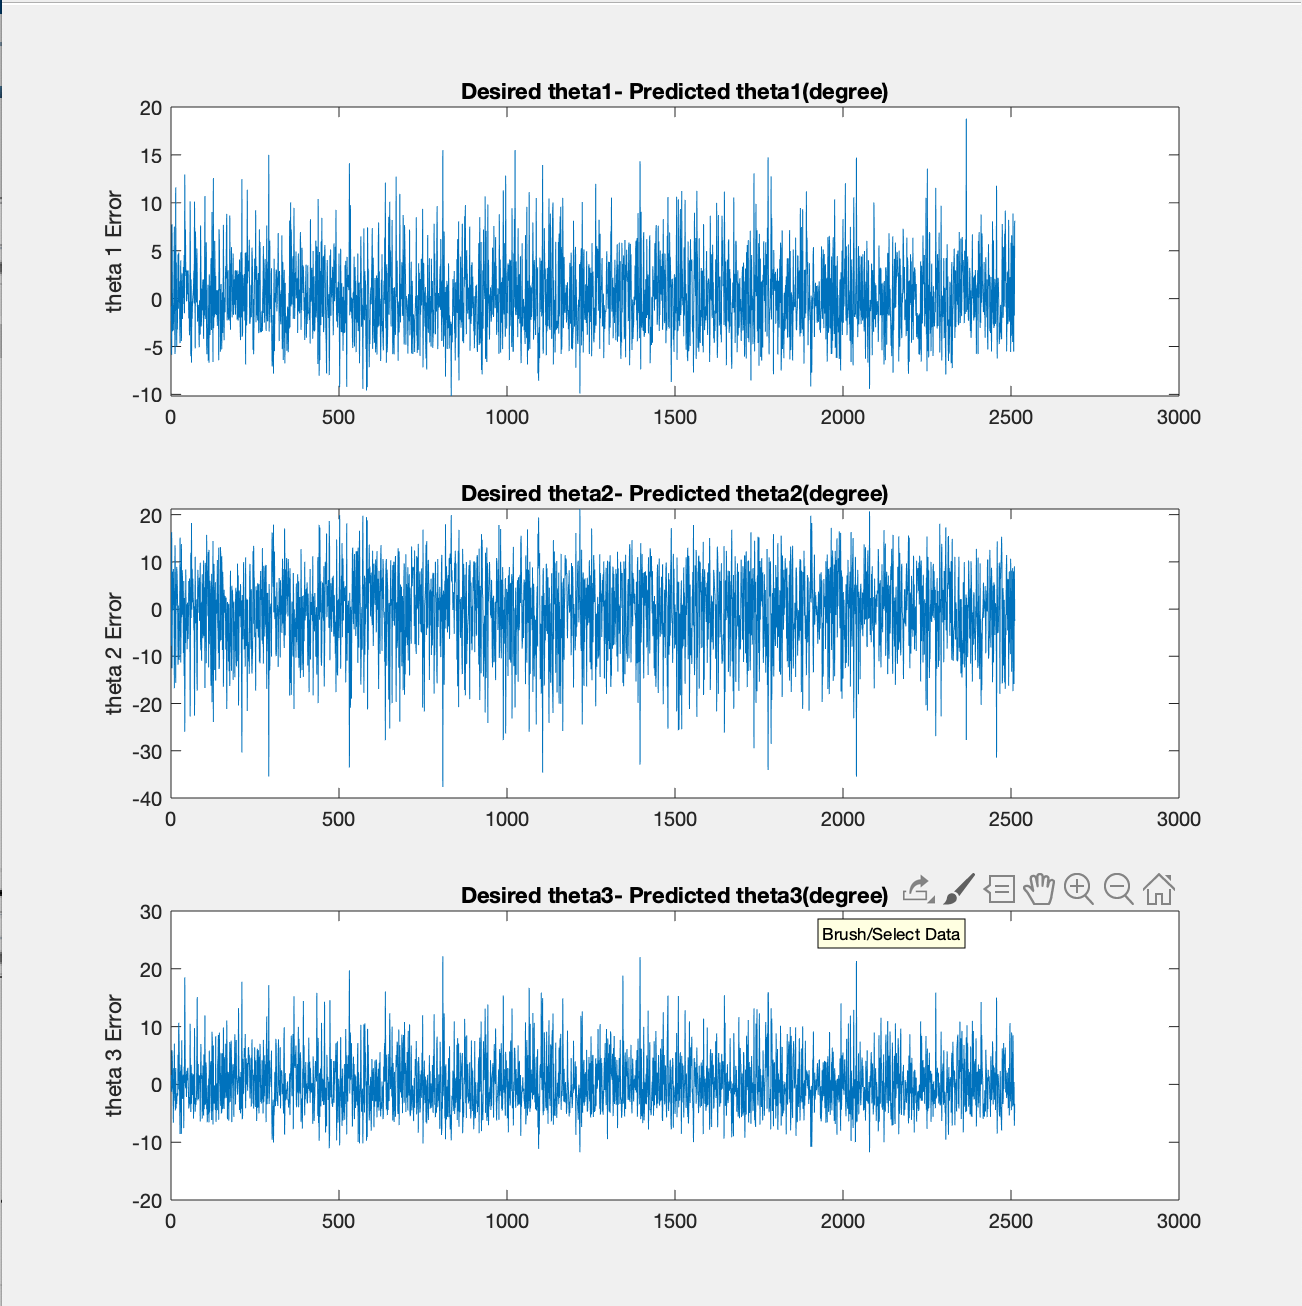 Desired theta1- Predicted theta1(degree)
20
15
10
5
0
-5
-10
theta 1 Error
0 500 1000 1500 2000 2500 3000
Desired theta2- Predicted theta2(degree)
20
10
0
-10
-20
-30
-40
theta 2 Error
0 500 1000 1500 2000 2500 3000
Desired theta3- Predicted theta3(degree)
Brush/Select Data
30
20
10
0
-10
-20
theta 3 Error
0 500 1000 1500 2000 2500 3000